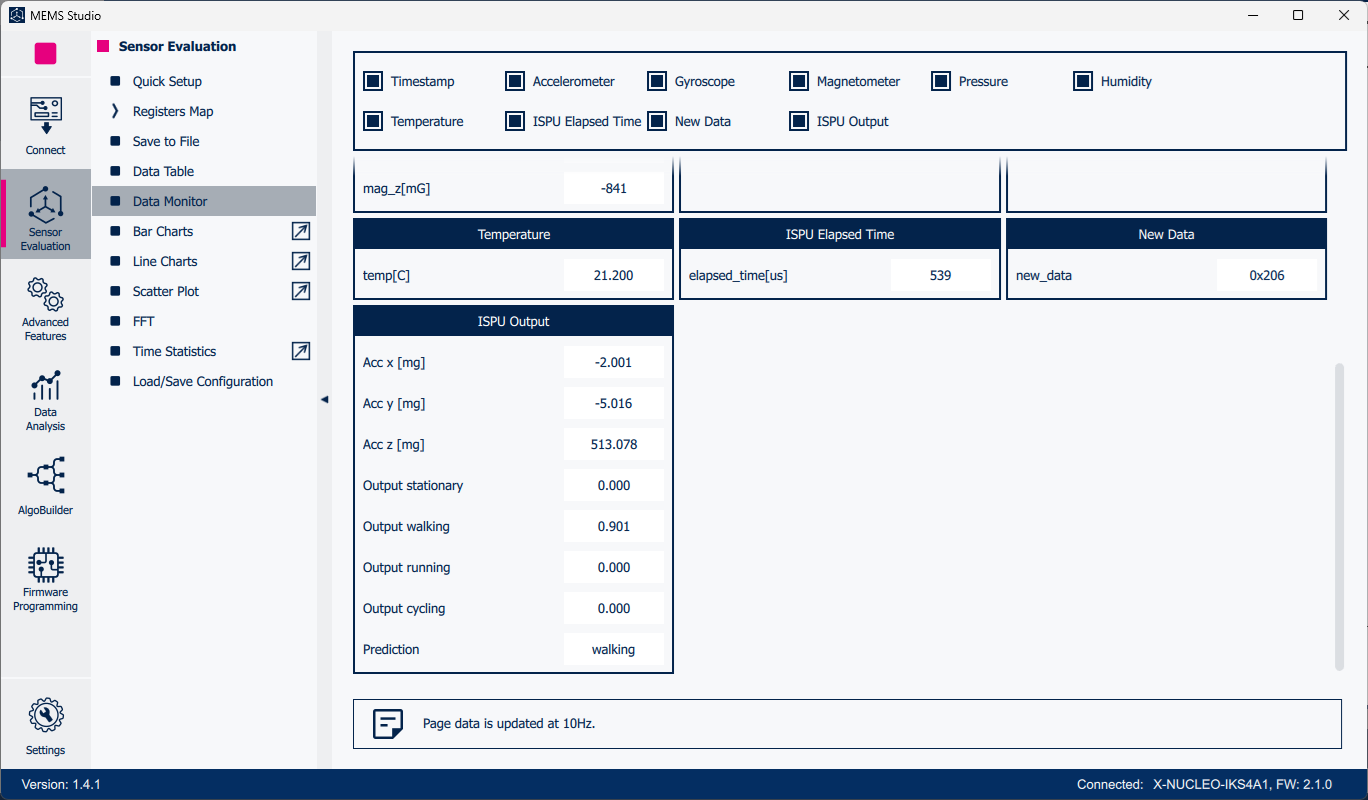 MEMS Studio
Connect
Sensor
Evaluation
Advanced
Features
Data
Analysis
AlgoBuilder
Firmware
Programming
Settings
Sensor Evaluation
Quick Setup
Registers Map
Save to File
Data Table
Data Monitor
Bar Charts
Line Charts
Scatter Plot
FFT
Time Statistics
Load/Save Configuration
Timestamp Accelerometer Gyroscope Magnetometer Pressure Humidity
Temperature ISPU Elapsed Time New Data ISPU Output
mag_z[mG] -841
Temperature ISPU Elapsed Time New Data
temp[C] 21.200 elapsed_time[us] 539 new_data 0x206
ISPU Output
Acc x [mg] -2.001
Acc y [mg] -5.016
Acc z [mg] 513.078
Output stationary 0.000
Output walking 0.901
Output running 0.000
Output cycling 0.000
Prediction walking
Page data is updated at 10Hz.
Version: 1.4.1 Connected: X-NUCLEO-IKS4A1, FW: 2.1.0